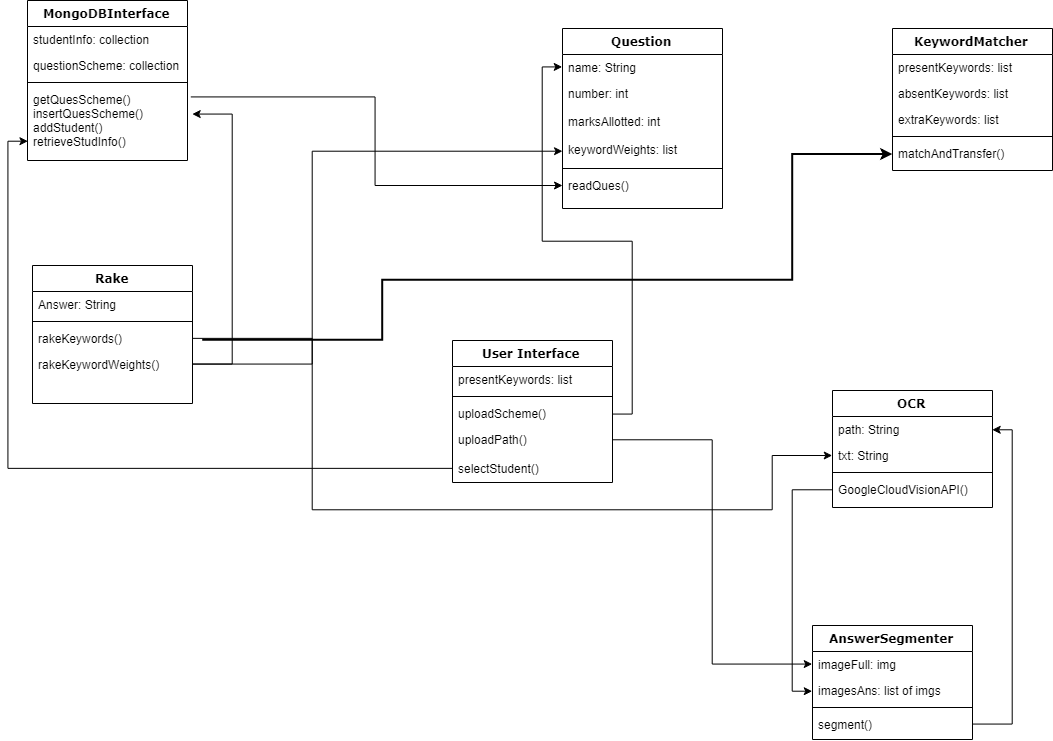 MongoDBInterface
studentInfo: collection
questionScheme: collection
getQuesScheme()
insertQuesScheme()
addStudent()
retrieveStudInfo()
Question
name: String
number: int
marksAllotted: int
keywordWeights: list
readQues()
KeywordMatcher
presentKeywords: list
absentKeywords: list
extraKeywords: list
matchAndTransfer()
Rake
Answer: String
rakeKeywords()
rakeKeywordWeights()
User Interface
presentKeywords: list
uploadScheme()
uploadPath()
selectStudent()
OCR
path: String
txt: String
GoogleCloudVisionAPI()
AnswerSegmenter
imageFull: img
imagesAns: list of imgs
segment()